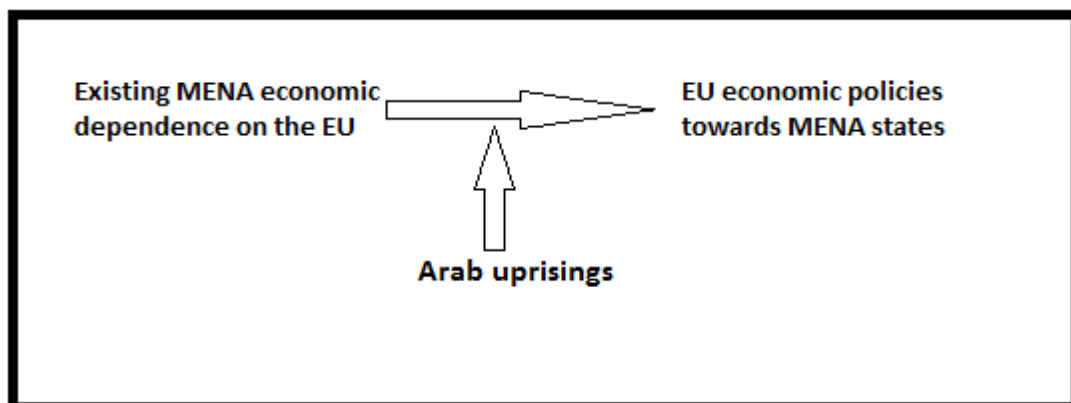 Existing MENA economic
dependence on the EU
EU economic policies
towards MENA states
Arab uprisings